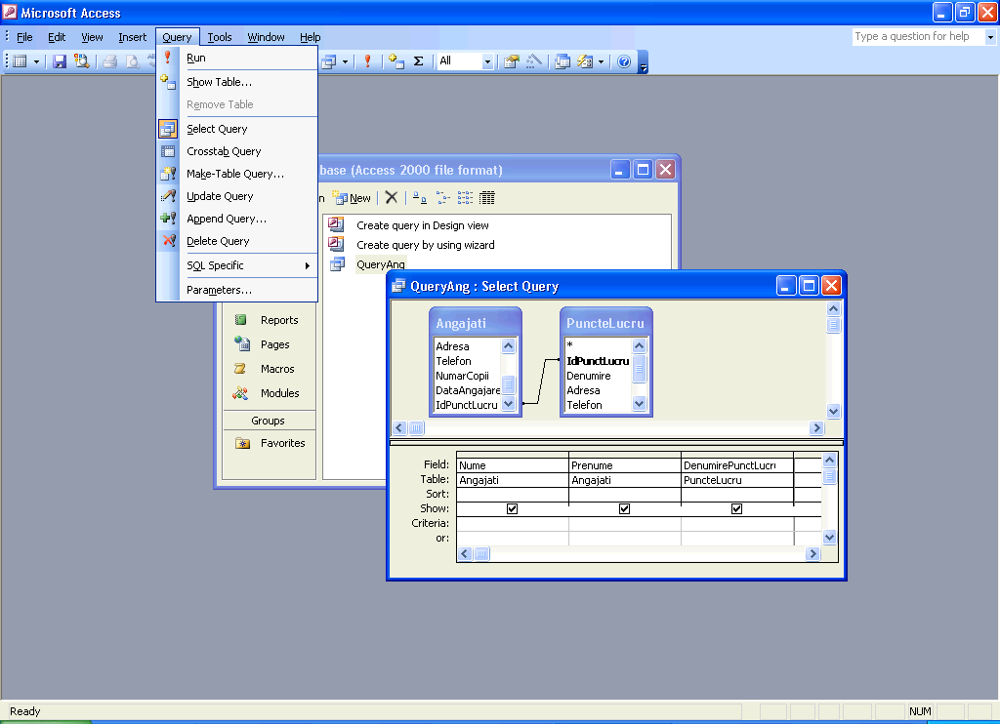 Microsoft Access
File Edit View Insert Query Tools Window Help
Type a question for help
All
Run
Show Table...
Remove Table
Select Query
Crosstab Query
Make-Table Query...
Update Query
Append Query...
Delete Query
SQL Specific
Parameters...
base (Access 2000 file format)
n New
Create query in Design view
Create query by using wizard
QueryAng
Reports
Pages
Macros
Modules
Groups
Favorites
QueryAng : Select Query
Angajati
Adresa
Telefon
NumarCopii
DataAngajare
IdPunctLucru
PuncteLucru
*
IdPunctLucru
Denumire
Adresa
Telefon
Field: Nume Prenume DenumirePunctLucr
Table: Angajati Angajati PuncteLucru
Sort:
Show:
Criteria:
or:
Ready
NUM